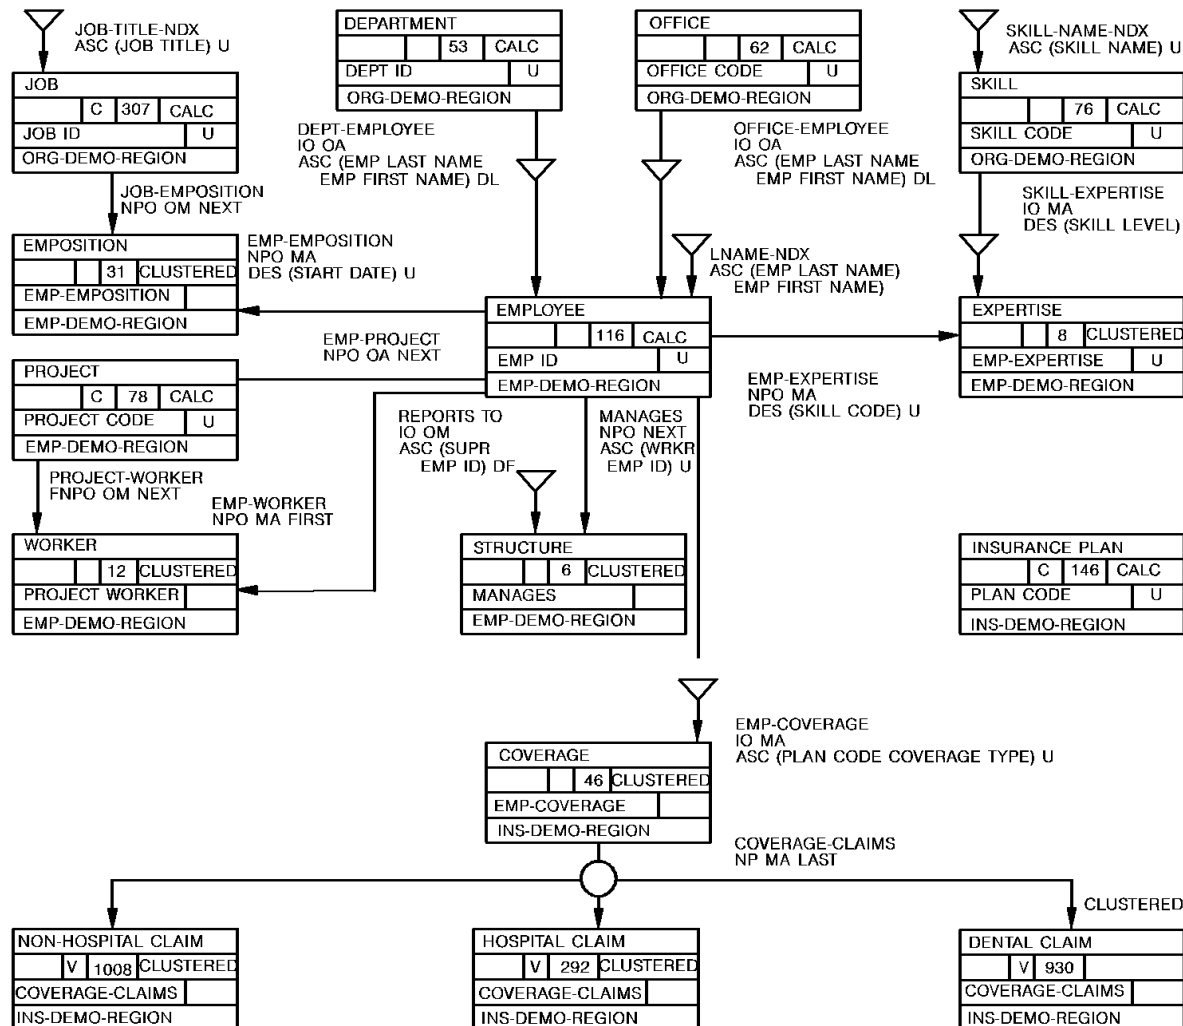 JOB-TITLE-NDX
ASC (JOB TITLE) U
JOB
C 307 CALC
JOB ID U
ORG-DEMO-REGION
DEPARTMENT
53 CALC
DEPT ID U
ORG-DEMO-REGION
OFFICE
62 CALC
OFFICE CODE U
ORG-DEMO-REGION
SKILL-NAME-NDX
ASC (SKILL NAME) U
SKILL
76 CALC
SKILL CODE U
ORG-DEMO-REGION
JOB-EMPOSITION
NPO OM NEXT
DEPT-EMPLOYEE
IO OA
ASC (EMP LAST NAME
EMP FIRST NAME) DL
OFFICE-EMPLOYEE
IO OA
ASC (EMP LAST NAME
EMP FIRST NAME) DL
SKILL-EXPERTISE
IO MA
DES (SKILL LEVEL)
EMPOSITION
31 CLUSTERED
EMP-EMPOSITION
EMP-DEMO-REGION
EMP-EMPOSITION
NPO MA
DES (START DATE) U
LNAME-NDX
ASC (EMP LAST NAME)
EMP FIRST NAME)
EMPLOYEE
116 CALC
EMP ID U
EMP-DEMO-REGION
EXPERTISE
8 CLUSTERED
EMP-EXPERTISE U
EMP-DEMO-REGION
EMP-PROJECT
NPO OA NEXT
PROJECT
C 78 CALC
PROJECT CODE U
EMP-DEMO-REGION
EMP-EXPERTISE
NPO MA
DES (SKILL CODE) U
REPORTS TO
IO OM
ASC (SUPR
EMP ID) DF
MANAGES
NPO NEXT
ASC (WRKR
EMP ID) U
PROJECT-WORKER
FNPO OM NEXT
EMP-WORKER
NPO MA FIRST
WORKER
12 CLUSTERED
PROJECT WORKER
EMP-DEMO-REGION
STRUCTURE
6 CLUSTERED
MANAGES
EMP-DEMO-REGION
INSURANCE PLAN
C 146 CALC
PLAN CODE U
INS-DEMO-REGION
EMP-COVERAGE
IO MA
ASC (PLAN CODE COVERAGE TYPE) U
COVERAGE
46 CLUSTERED
EMP-COVERAGE
INS-DEMO-REGION
COVERAGE-CLAIMS
NP MA LAST
CLUSTERED
NON-HOSPITAL CLAIM
V 1008 CLUSTERED
COVERAGE-CLAIMS
INS-DEMO-REGION
HOSPITAL CLAIM
V 292 CLUSTERED
COVERAGE-CLAIMS
INS-DEMO-REGION
DENTAL CLAIM
V 930
COVERAGE-CLAIMS
INS-DEMO-REGION